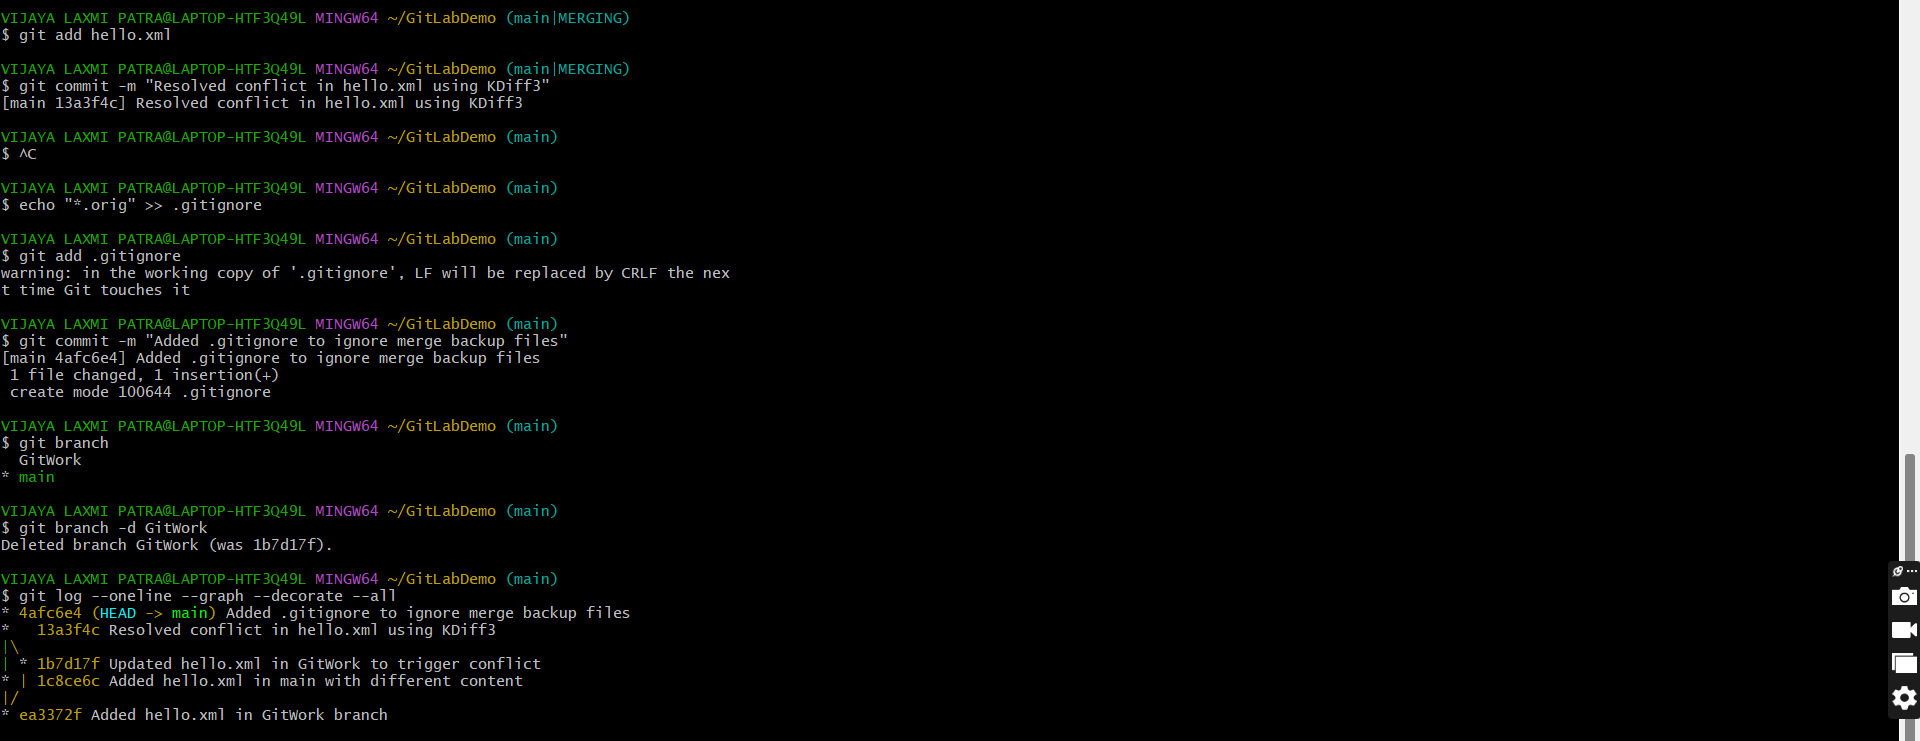 VIJAYA LAXMI PATRA@LAPTOP-HTF3Q49L MINGW64 ~/GitLabDemo (main|MERGING)
$ git add hello.xml
VIJAYA LAXMI PATRA@LAPTOP-HTF3Q49L MINGW64 ~/GitLabDemo (main|MERGING)
$ git commit -m "Resolved conflict in hello.xml using KDiff3"
[main 13a3f4c] Resolved conflict in hello.xml using KDiff3
VIJAYA LAXMI PATRA@LAPTOP-HTF3Q49L MINGW64 ~/GitLabDemo (main)
$ ^C
VIJAYA LAXMI PATRA@LAPTOP-HTF3Q49L MINGW64 ~/GitLabDemo (main)
$ echo "*.orig" >> .gitignore
VIJAYA LAXMI PATRA@LAPTOP-HTF3Q49L MINGW64 ~/GitLabDemo (main)
$ git add .gitignore
warning: in the working copy of '.gitignore', LF will be replaced by CRLF the nex
t time Git touches it
VIJAYA LAXMI PATRA@LAPTOP-HTF3Q49L MINGW64 ~/GitLabDemo (main)
$ git commit -m "Added .gitignore to ignore merge backup files"
[main 4afc6e4] Added .gitignore to ignore merge backup files
 1 file changed, 1 insertion(+)
 create mode 100644 .gitignore
VIJAYA LAXMI PATRA@LAPTOP-HTF3Q49L MINGW64 ~/GitLabDemo (main)
$ git branch
  GitWork
* main
VIJAYA LAXMI PATRA@LAPTOP-HTF3Q49L MINGW64 ~/GitLabDemo (main)
$ git branch -d GitWork
Deleted branch GitWork (was 1b7d17f).
VIJAYA LAXMI PATRA@LAPTOP-HTF3Q49L MINGW64 ~/GitLabDemo (main)
$ git log --oneline --graph --decorate --all
* 4afc6e4 (HEAD -> main) Added .gitignore to ignore merge backup files
*   13a3f4c Resolved conflict in hello.xml using KDiff3
|\
| * 1b7d17f Updated hello.xml in GitWork to trigger conflict
* | 1c8ce6c Added hello.xml in main with different content
|/
* ea3372f Added hello.xml in GitWork branch